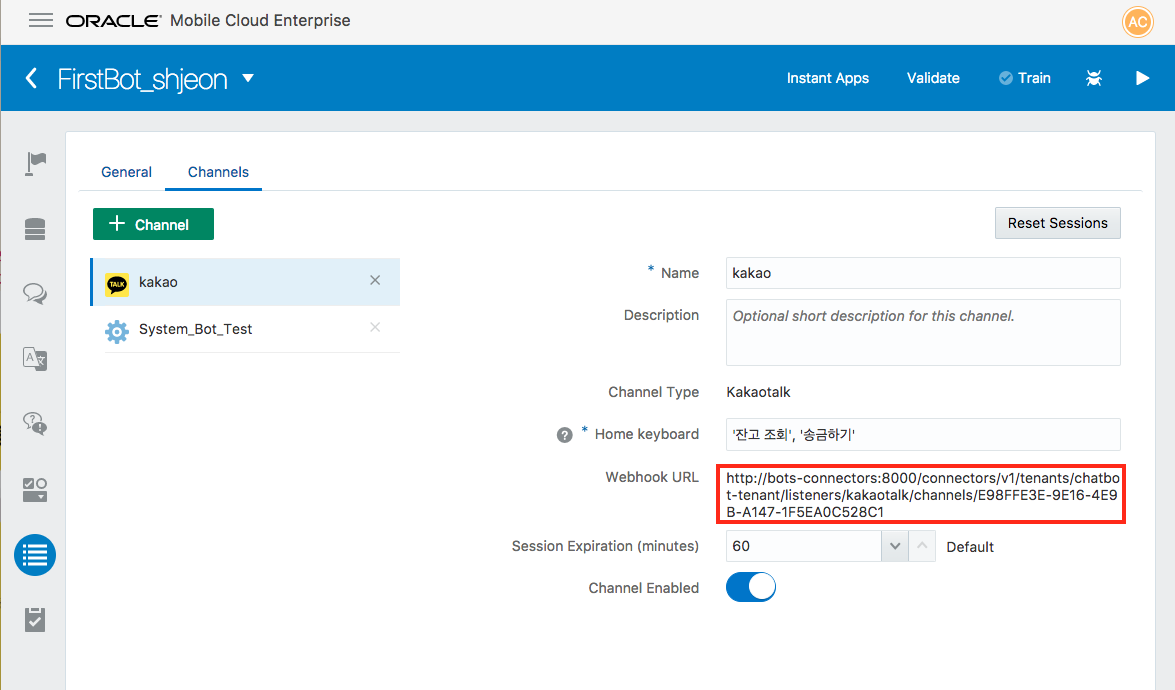 ORACLE® Mobile Cloud Enterprise
AC
FirstBot_shjeon
Instant Apps
Validate
Train
General
Channels
+ Channel
Reset Sessions
TALK
kakao
System_Bot_Test
* Name
kakao
Description
Optional short description for this channel.
Channel Type
Kakaotalk
? * Home keyboard
'잔고 조회', '송금하기'
Webhook URL
http://bots-connectors:8000/connectors/v1/tenants/chatbo
t-tenant/listeners/kakaotalk/channels/E98FFE3E-9E16-4E9
B-A147-1F5EA0C528C1
Session Expiration (minutes)
60
Default
Channel Enabled